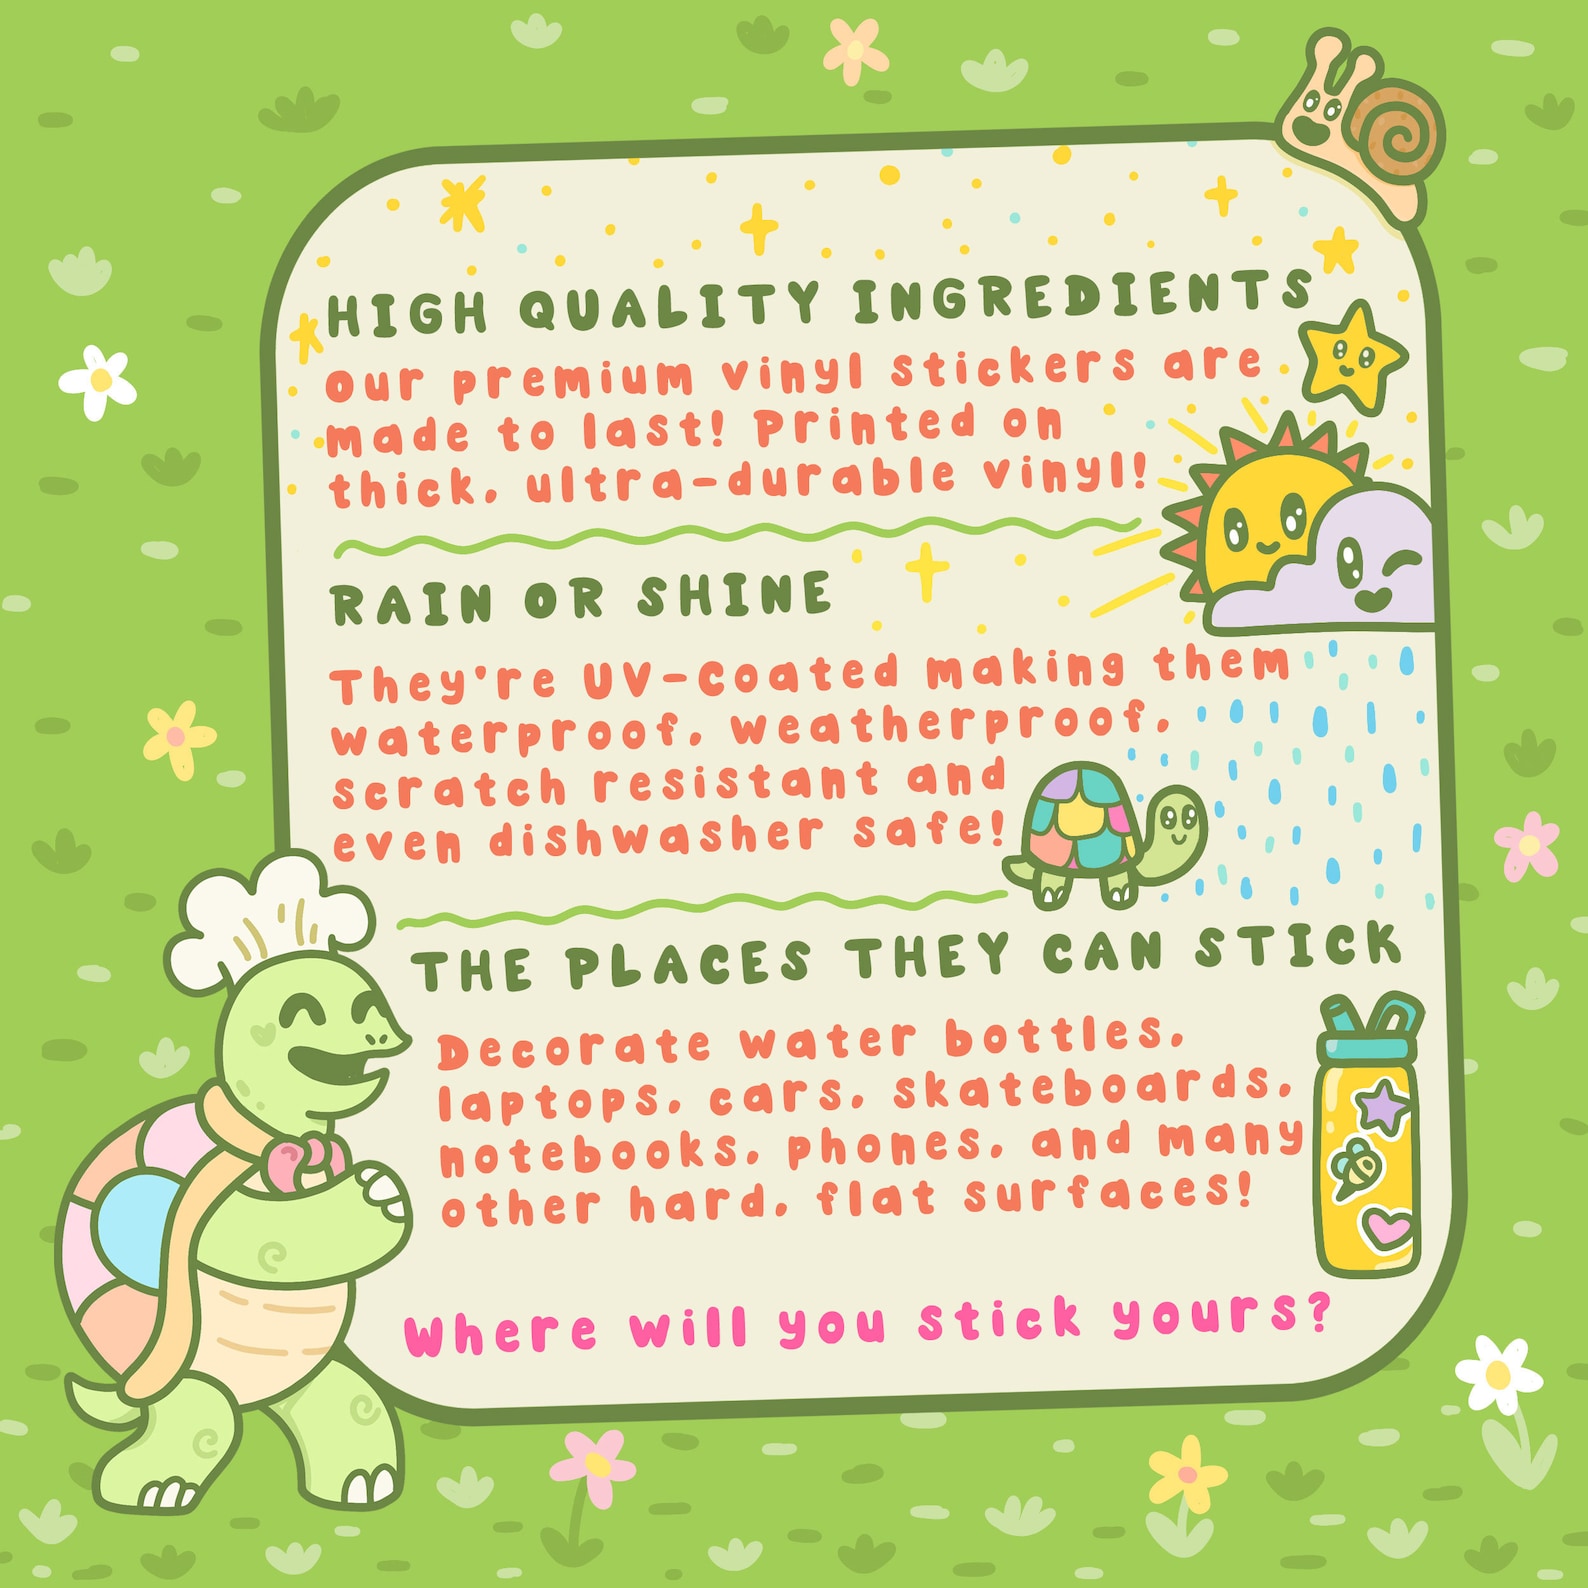 HIGH QUALITY INGREDIENTS
Our premium vinyl stickers are
made to last! Printed on
thick, ultra-durable vinyl!
RAIN OR SHINE
They're UV-Coated making them
waterproof, weatherproof,
scratch resistant and
even dishwasher safe!
THE PLACES THEY CAN STICK
Decorate water bottles,
laptops, cars, skateboards,
notebooks, phones, and many
other hard, flat surfaces!
Where will you stick yours?